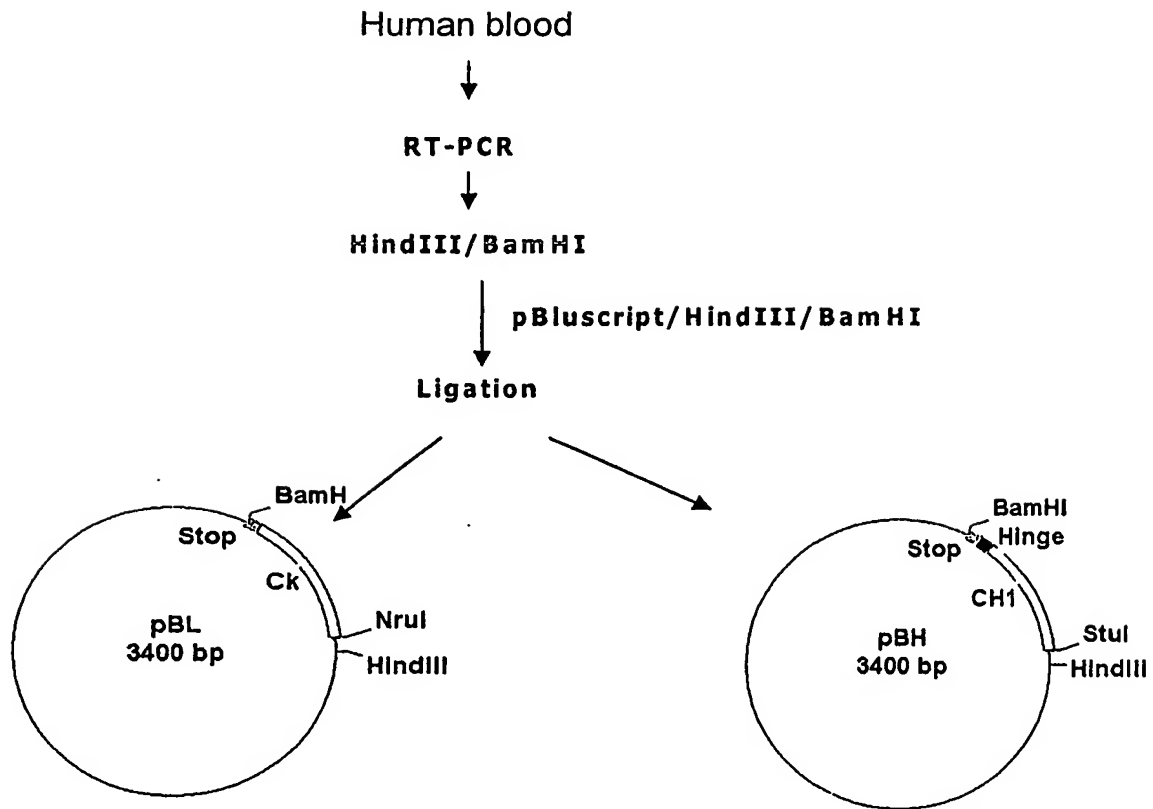 Human blood
RT-PCR
HindIII/BamHI
pBluscript/HindIII/BamHI
Ligation
BamH
Stop
Ck
pBL
3400 bp
NruI
HindIII
BamHI
Hinge
Stop
CH1
pBH
3400 bp
StuI
HindIII